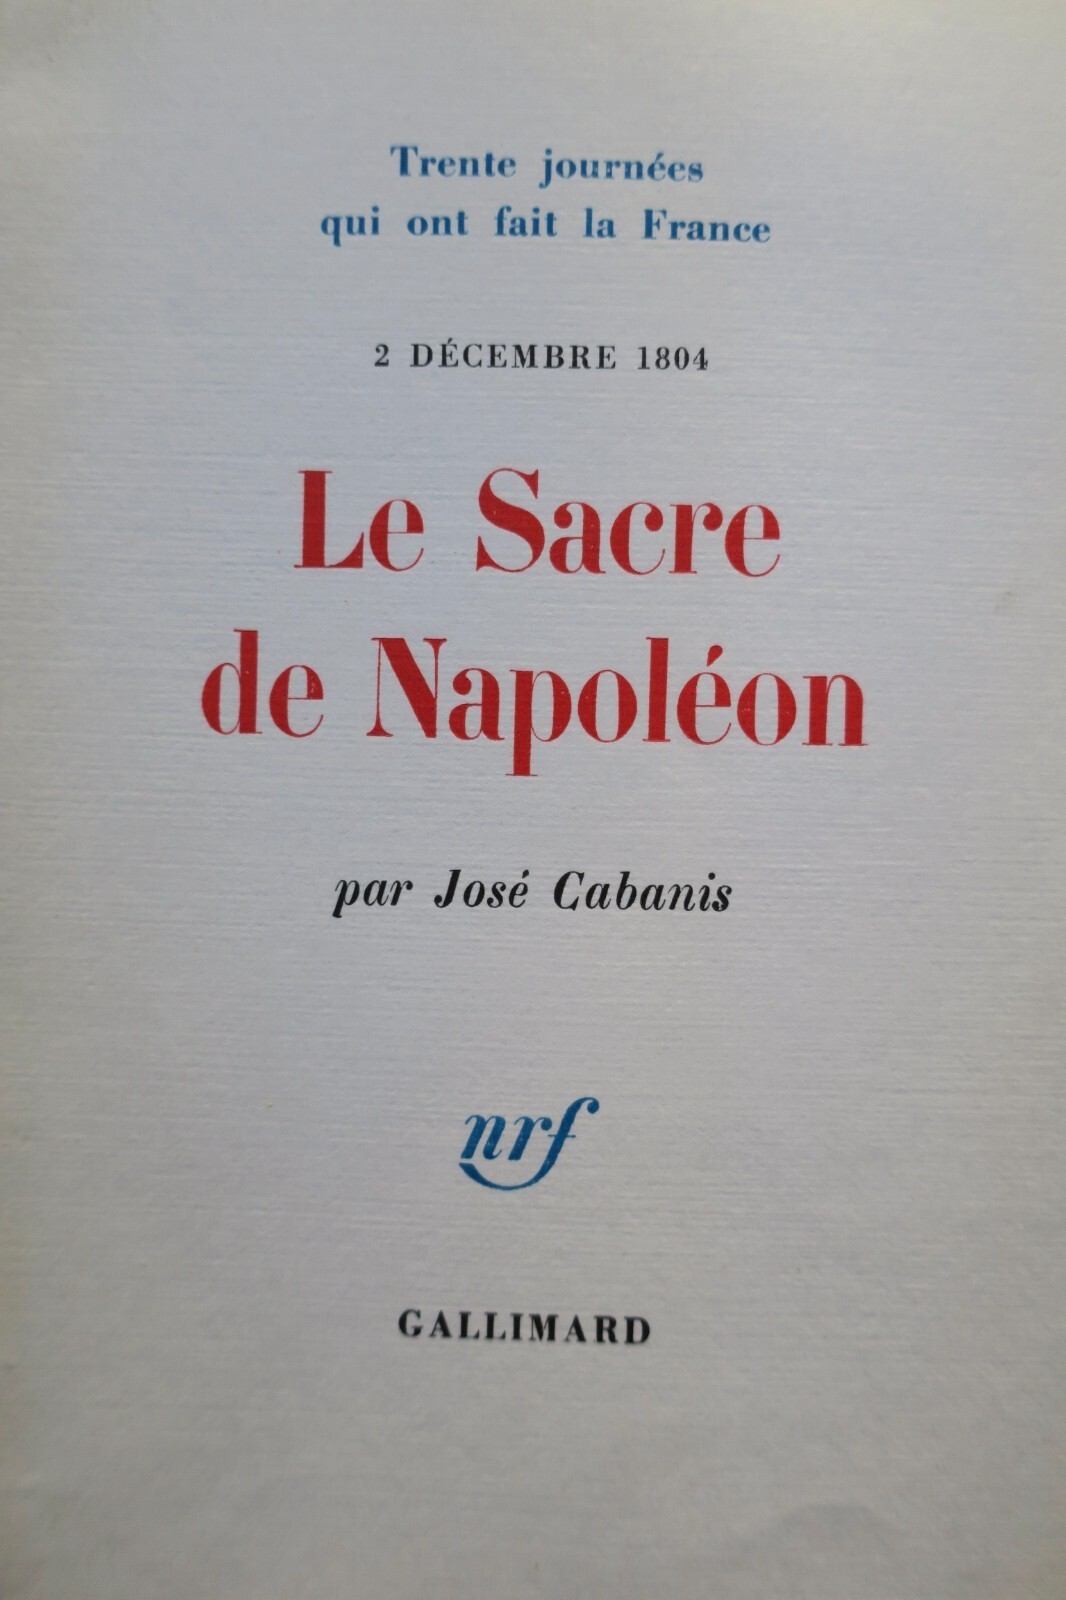 Trente journées
qui ont fait la France
2 DÉCEMBRE 1804
Le Sacre
de Napoléon
par José Cabanis
nrf
GALLIMARD